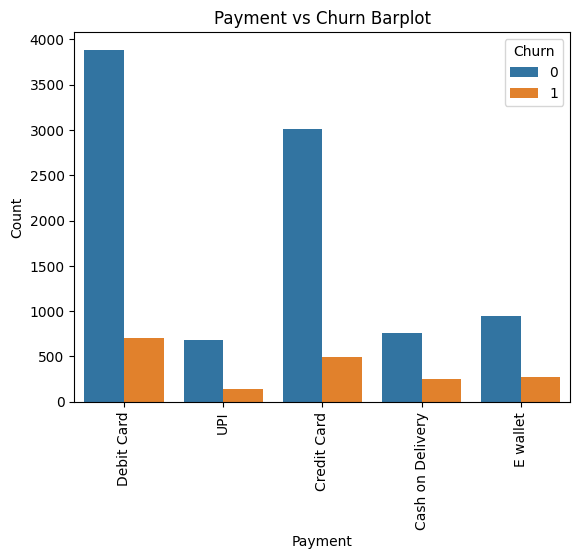 Payment vs Churn Barplot
Churn
0
1
Count
4000
3500
3000
2500
2000
1500
1000
500
0
Debit Card
UPI
Credit Card
Cash on Delivery
E wallet
Payment